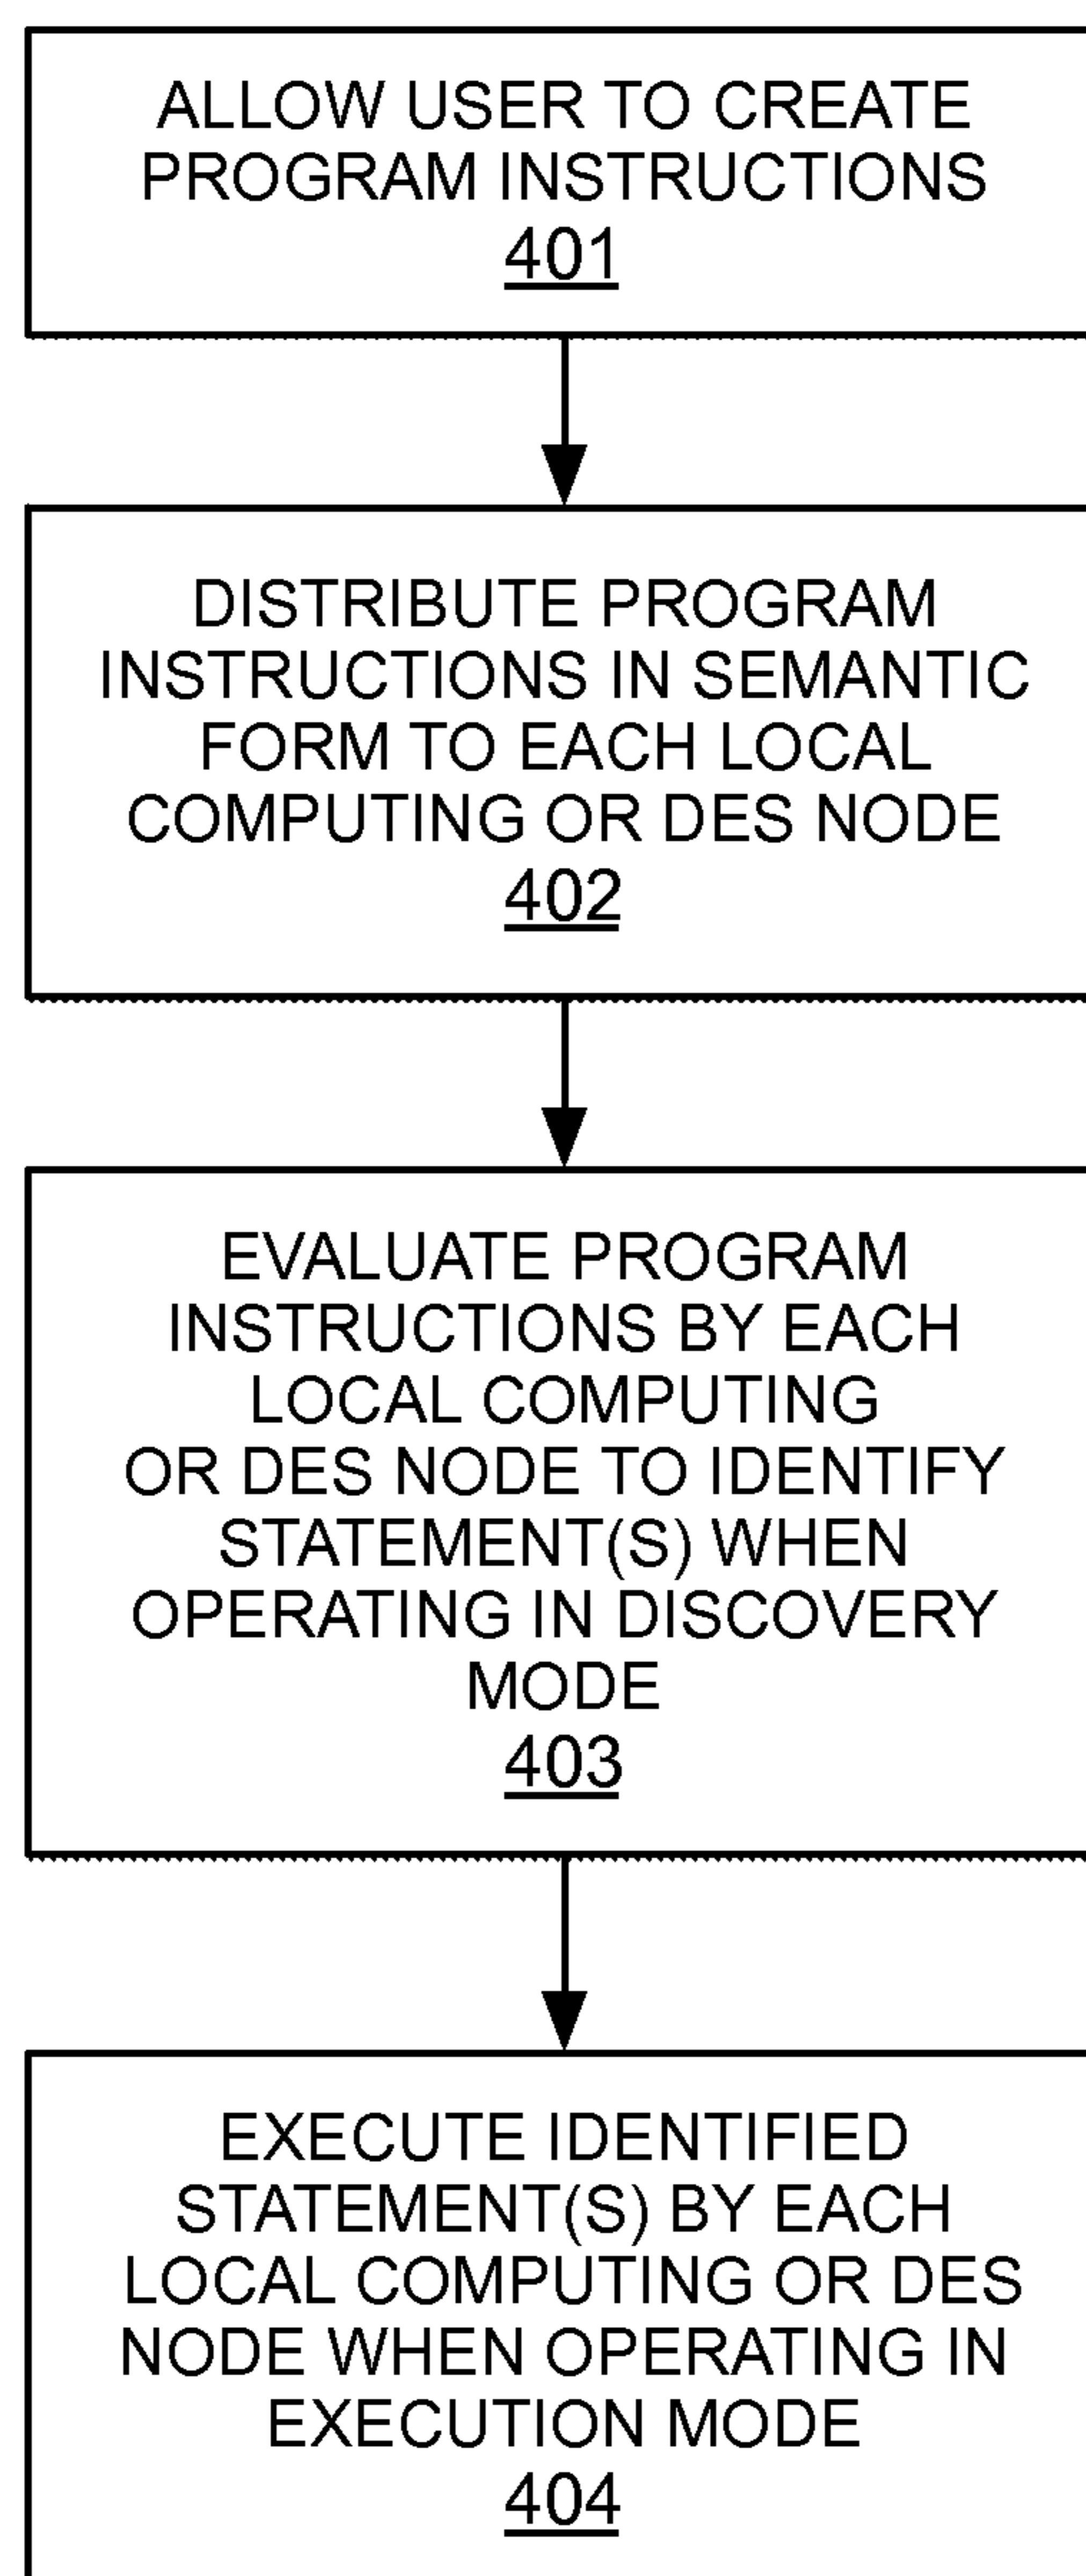 ALLOW USER TO CREATE
PROGRAM INSTRUCTIONS
401
DISTRIBUTE PROGRAM
INSTRUCTIONS IN SEMANTIC
FORM TO EACH LOCAL
COMPUTING OR DES NODE
402
EVALUATE PROGRAM
INSTRUCTIONS BY EACH
LOCAL COMPUTING
OR DES NODE TO IDENTIFY
STATEMENT(S) WHEN
OPERATING IN DISCOVERY
MODE
403
EXECUTE IDENTIFIED
STATEMENT(S) BY EACH
LOCAL COMPUTING OR DES
NODE WHEN OPERATING IN
EXECUTION MODE
404